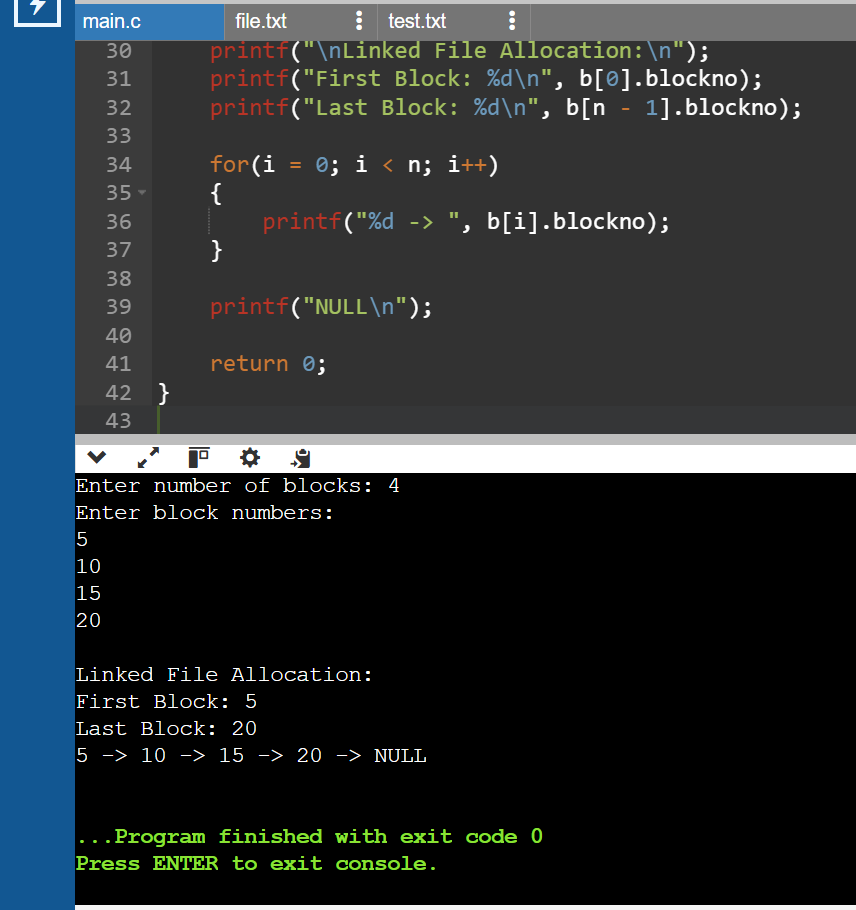 main.c file.txt test.txt
30 printf("\nLinked File Allocation:\n");
31 printf("First Block: %d\n", b[0].blockno);
32 printf("Last Block: %d\n", b[n - 1].blockno);
33
34 for(i = 0; i < n; i++)
35 {
36 printf("%d -> ", b[i].blockno);
37 }
38
39 printf("NULL\n");
40
41 return 0;
42 }
43
Enter number of blocks: 4
Enter block numbers:
5
10
15
20
Linked File Allocation:
First Block: 5
Last Block: 20
5 -> 10 -> 15 -> 20 -> NULL
...Program finished with exit code 0
Press ENTER to exit console.